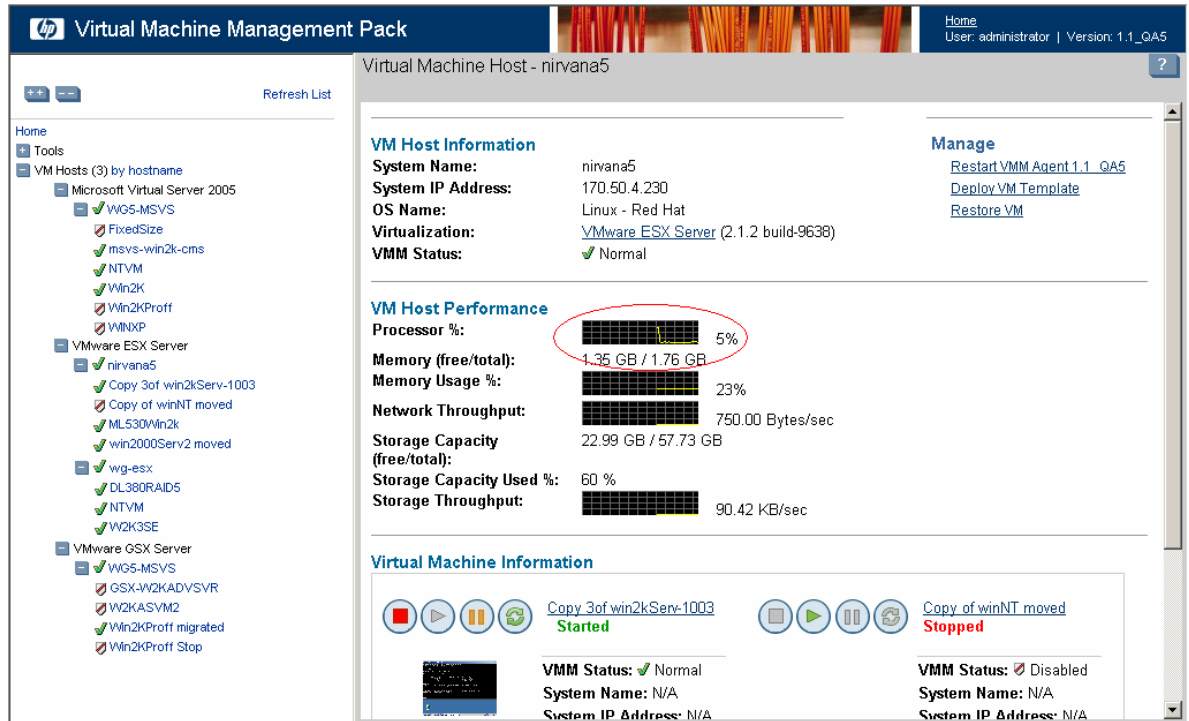 hp Virtual Machine Management Pack
Home
User: administrator | Version: 1.1_QA5
++ -- Refresh List
Home
+ Tools
- VM Hosts (3) by hostname
- Microsoft Virtual Server 2005
- WG5-MSVS
FixedSize
msvs-win2k-cms
NTVM
Win2K
Win2KProff
WINXP
- VMware ESX Server
- nirvana5
Copy 3of win2kServ-1003
Copy of winNT moved
ML530Win2k
win2000Serv2 moved
- wg-esx
DL380RAID5
NTVM
W2K3SE
- VMware GSX Server
- WG5-MSVS
GSX-W2KADVSVR
W2KASVM2
Win2KProff migrated
Win2KProff Stop
Virtual Machine Host - nirvana5 ?
VM Host Information
System Name: nirvana5
System IP Address: 170.50.4.230
OS Name: Linux - Red Hat
Virtualization: VMware ESX Server (2.1.2 build-9638)
VMM Status: Normal
Manage
Restart VMM Agent 1.1_QA5
Deploy VM Template
Restore VM
VM Host Performance
Processor %: 5%
Memory (free/total): 1.35 GB / 1.76 GB
Memory Usage %: 23%
Network Throughput: 750.00 Bytes/sec
Storage Capacity 22.99 GB / 57.73 GB
(free/total):
Storage Capacity Used %: 60 %
Storage Throughput: 90.42 KB/sec
Virtual Machine Information
Copy 3of win2kServ-1003
Started
VMM Status: Normal
System Name: N/A
System IP Address: N/A
Copy of winNT moved
Stopped
VMM Status: Disabled
System Name: N/A
System IP Address: N/A